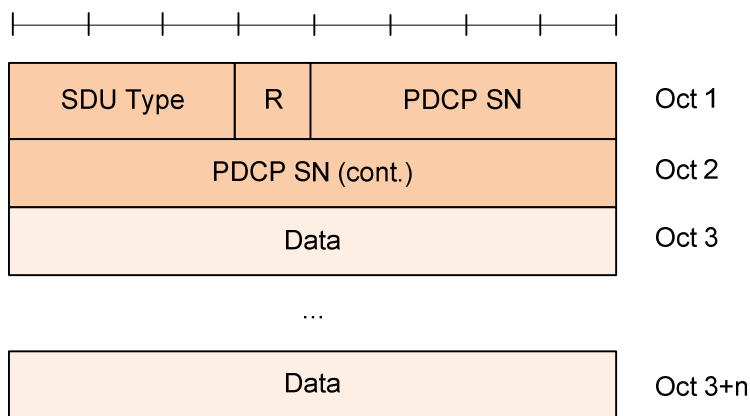 SDU Type R PDCP SN Oct 1
PDCP SN (cont.) Oct 2
Data Oct 3
...
Data Oct 3+n